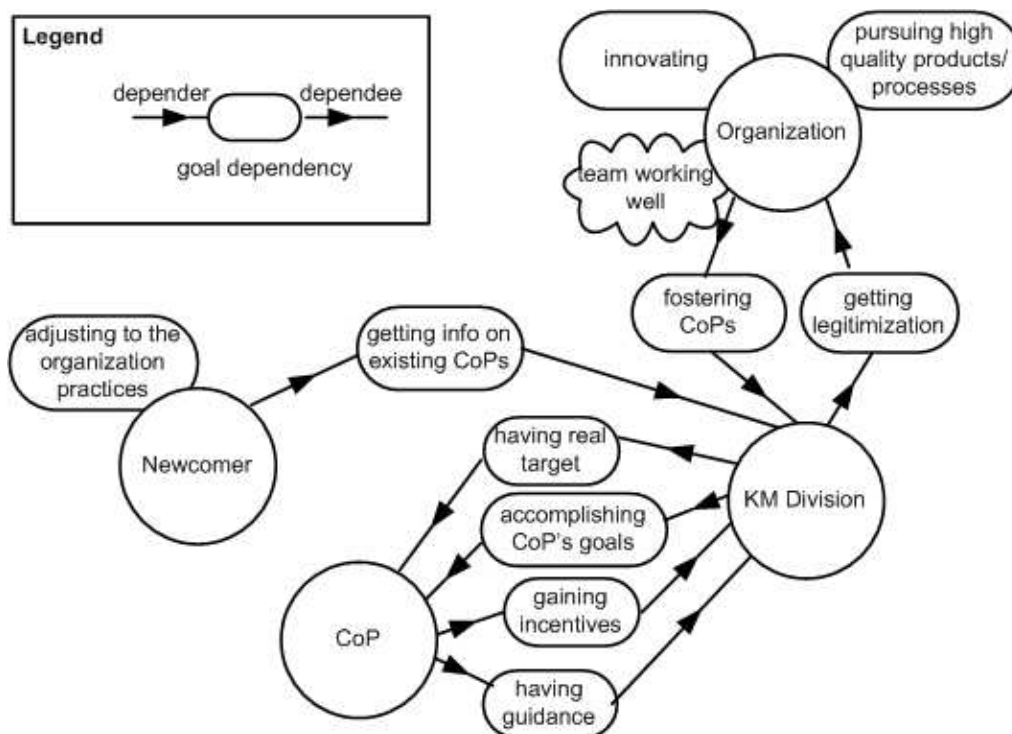 Legend
depender
dependee
goal dependency
innovating
pursuing high
quality products/
processes
Organization
team working
well
fostering
CoPs
getting
legitimization
adjusting to the
organization
practices
getting info on
existing CoPs
Newcomer
having real
target
KM Division
accomplishing
CoP's goals
gaining
incentives
CoP
having
guidance